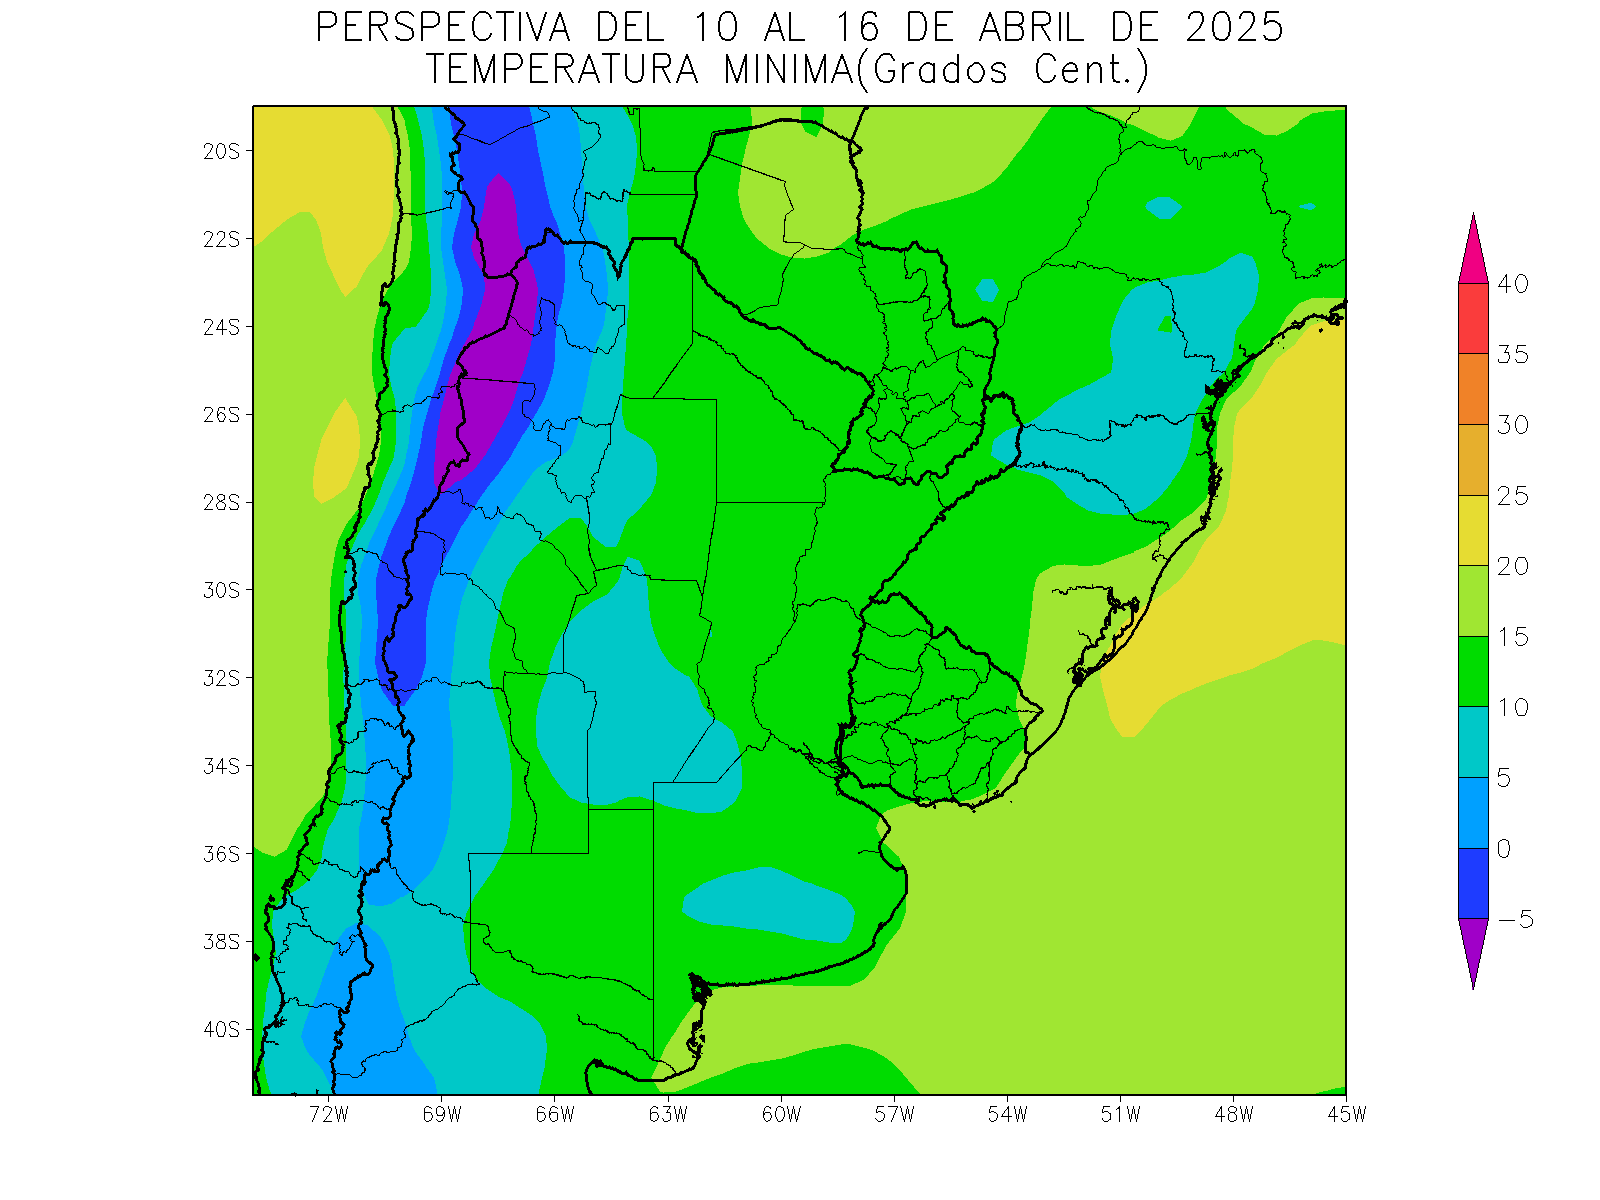 PERSPECTIVA DEL 10 AL 16 DE ABRIL DE 2025
TEMPERATURA MINIMA(Grados Cent.)
20S
22S
24S
26S
28S
30S
32S
34S
36S
38S
40S
72W 69W 66W 63W 60W 57W 54W 51W 48W 45W
40
35
30
25
20
15
10
5
0
−5